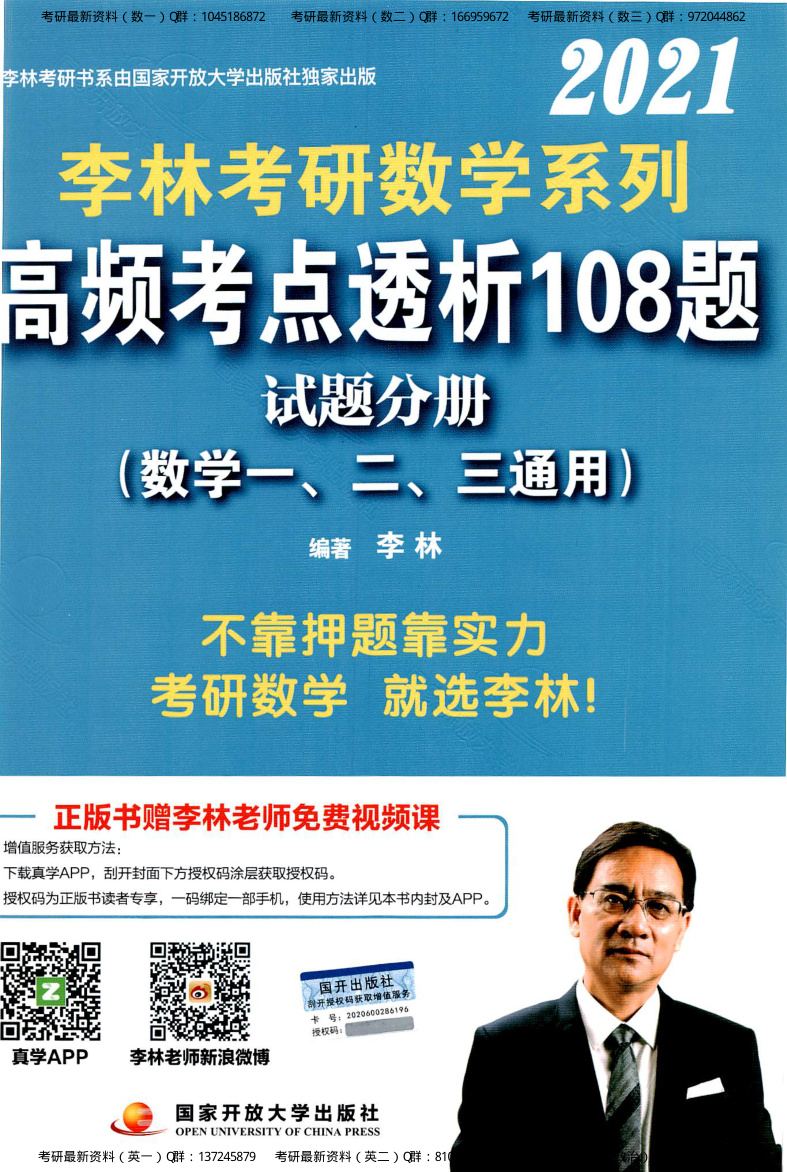 考研最新资料（数一）Q群：1045186872 考研最新资料（数二）Q群：166959672 考研最新资料（数三）Q群：972044862
李林考研书系由国家开放大学出版社独家出版
2021
李林考研数学系列
高频考点透析108题
试题分册
（数学一、二、三通用）
编著 李林
不靠押题靠实力
考研数学 就选李林!
正版书赠李林老师免费视频课
增值服务获取方法：
下载真学APP，刮开封面下方授权码涂层获取授权码。
授权码为正版书读者专享，一码绑定一部手机，使用方法详见本书内封及APP。
国开出版社
刮开授权码获取增值服务
卡 号：2020600286196
授权码：
真学APP 李林老师新浪微博
国家开放大学出版社
OPEN UNIVERSITY OF CHINA PRESS
考研最新资料（英一）Q群：137245879 考研最新资料（英二）Q群：810